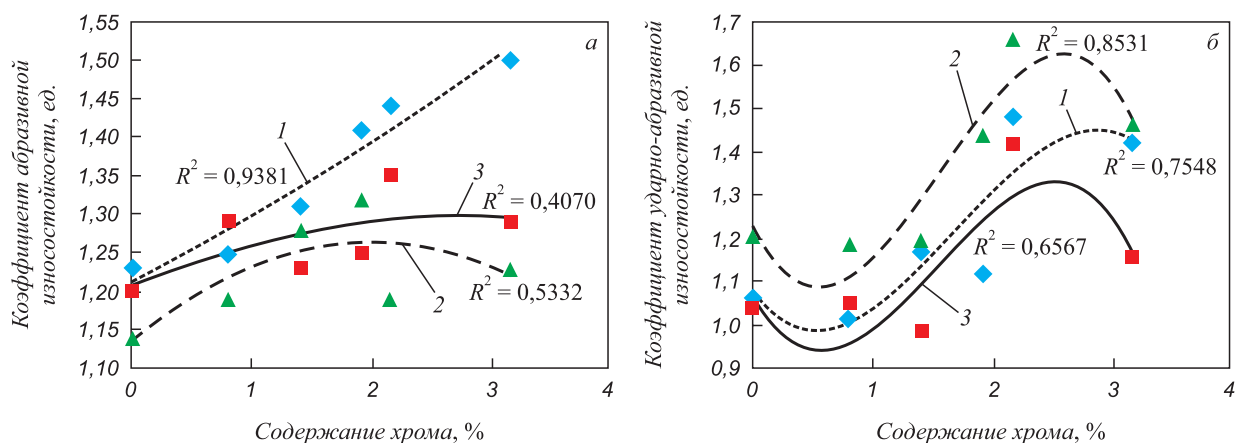 Коэффициент абразивной
износостойкости, ед.
1,55
1,50
1,45
1,40
1,35
1,30
1,25
1,20
1,15
1,10
а
1
R² = 0,9381
3
R² = 0,4070
2
R² = 0,5332
0
1
2
3
4
Содержание хрома, %
Коэффициент ударно-абразивной
износостойкости, ед.
1,7
1,6
1,5
1,4
1,3
1,2
1,1
1,0
0,9
R² = 0,8531
б
2
1
R² = 0,7548
R² = 0,6567
3
0
1
2
3
4
Содержание хрома, %